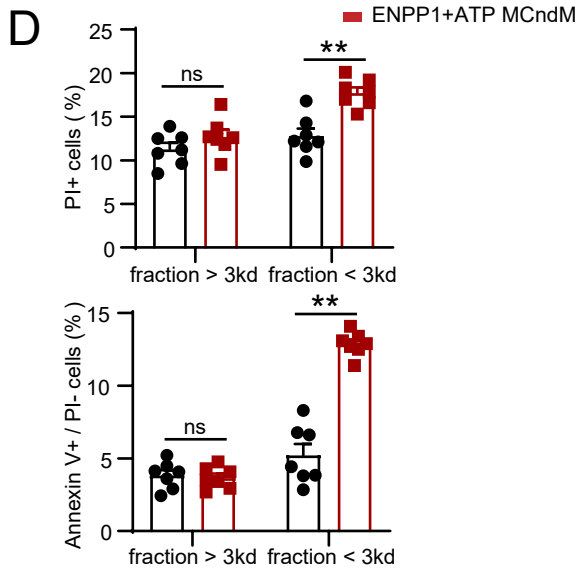 D
ENPP1+ATP MCndM
PI+ cells ( %)
25
20
15
10
5
0
ns
**
fraction > 3kd
fraction < 3kd
Annexin V+ / PI- cells (% )
15
10
5
0
ns
**
fraction > 3kd
fraction < 3kd